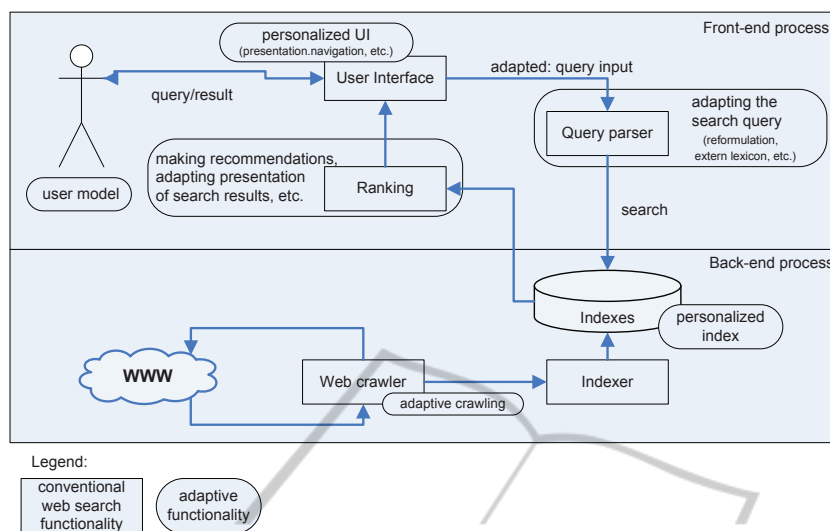 Front-end process
personalized UI
(presentation.navigation, etc.)
User Interface
adapted: query input
query/result
adapting the
search query
(reformulation,
extern lexicon, etc.)
Query parser
making recommendations,
adapting presentation
of search results, etc.
Ranking
user model
search
Back-end process
Indexes
personalized
index
WWW
Web crawler
adaptive crawling
Indexer
Legend:
conventional
web search
functionality
adaptive
functionality